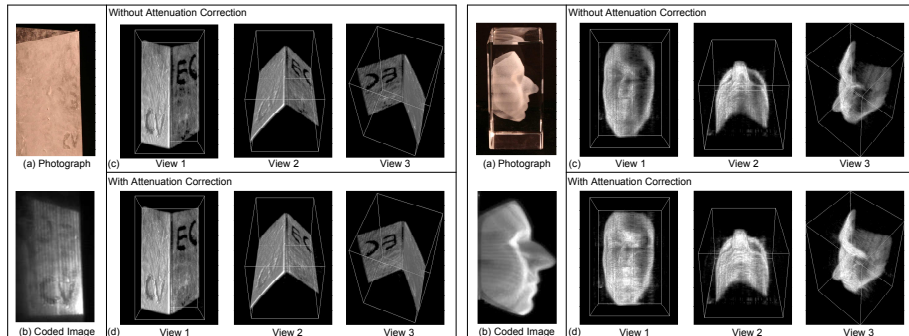 Without Attenuation Correction
(a) Photograph
(c)
View 1
View 2
View 3
With Attenuation Correction
(b) Coded Image
(d)
View 1
View 2
View 3
Without Attenuation Correction
(a) Photograph
(c)
View 1
View 2
View 3
With Attenuation Correction
(b) Coded Image
(d)
View 1
View 2
View 3